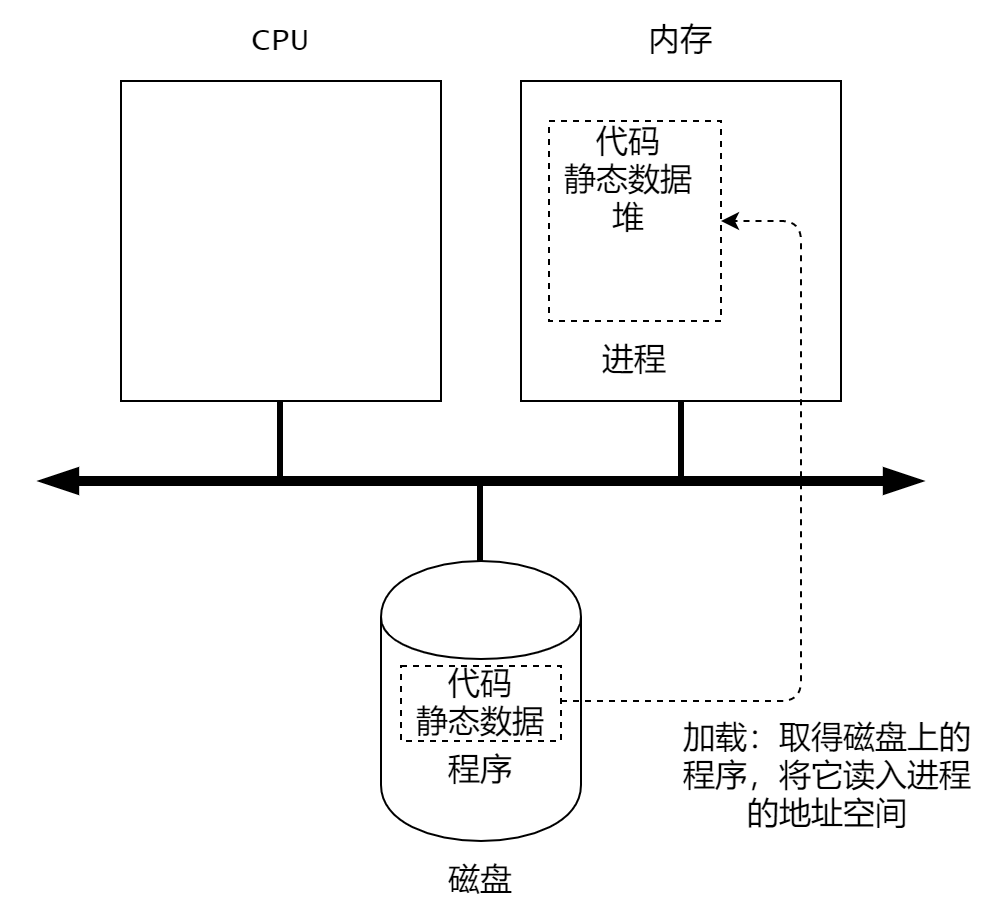 CPU
内存
代码
静态数据
堆
进程
代码
静态数据
程序
加载：取得磁盘上的
程序，将它读入进程
的地址空间
磁盘